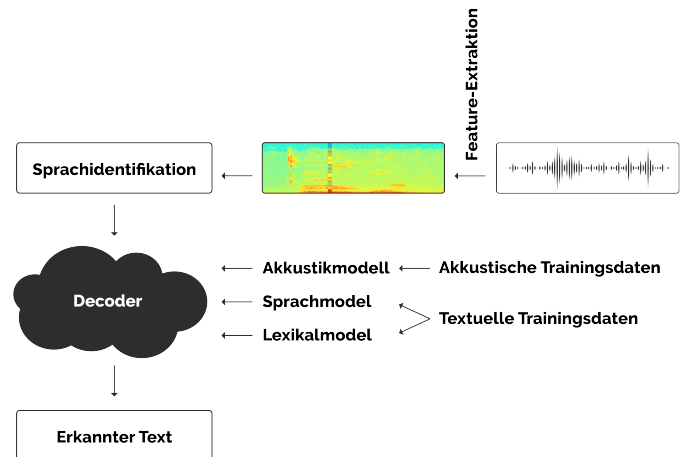 Feature-Extraktion
Sprachidentifikation
Akkustikmodell
Akkustische Trainingsdaten
Decoder
Sprachmodel
Textuelle Trainingsdaten
Lexikalmodel
Erkannter Text